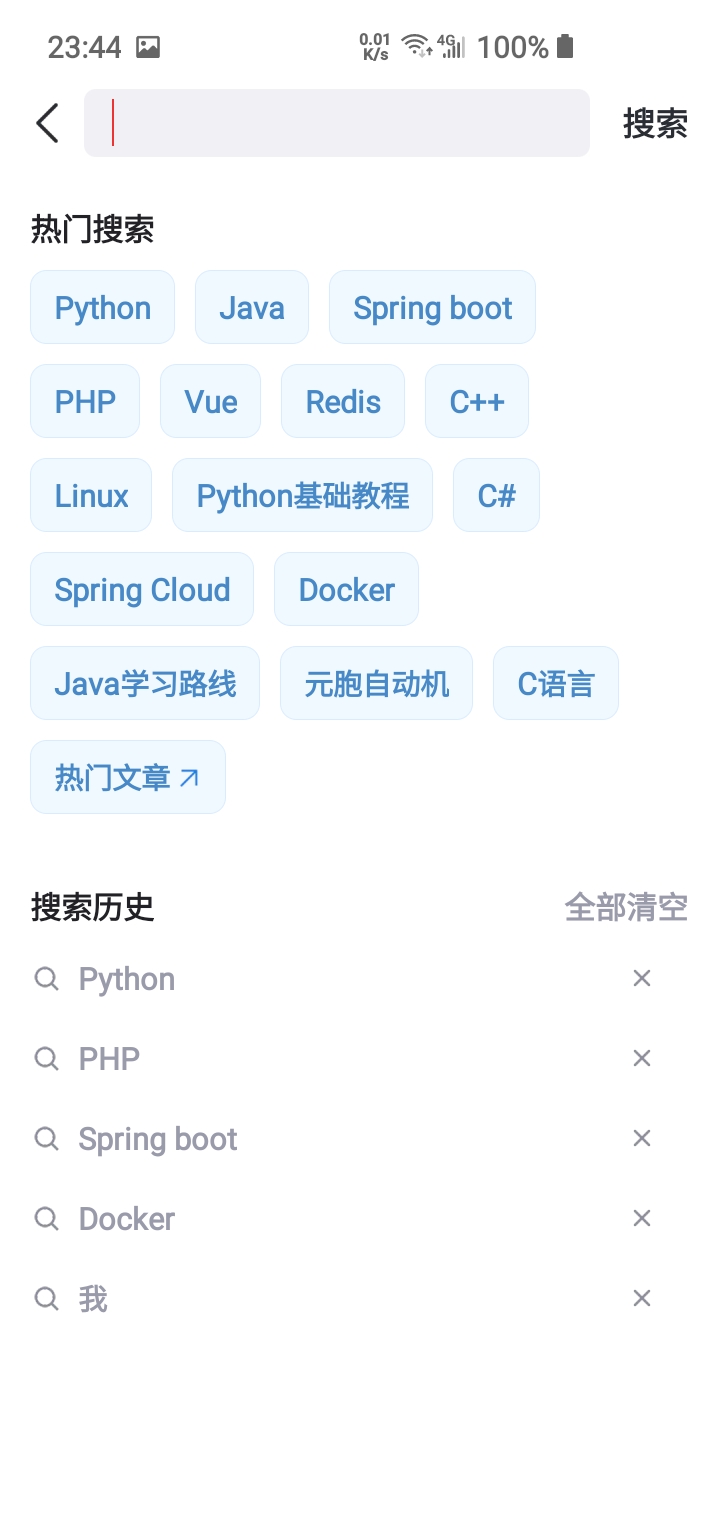 23:44 0.01 K/s 4G 100%
搜索
热门搜索
Python Java Spring boot
PHP Vue Redis C++
Linux Python基础教程 C#
Spring Cloud Docker
Java学习路线 元胞自动机 C语言
热门文章
搜索历史 全部清空
Python
PHP
Spring boot
Docker
我